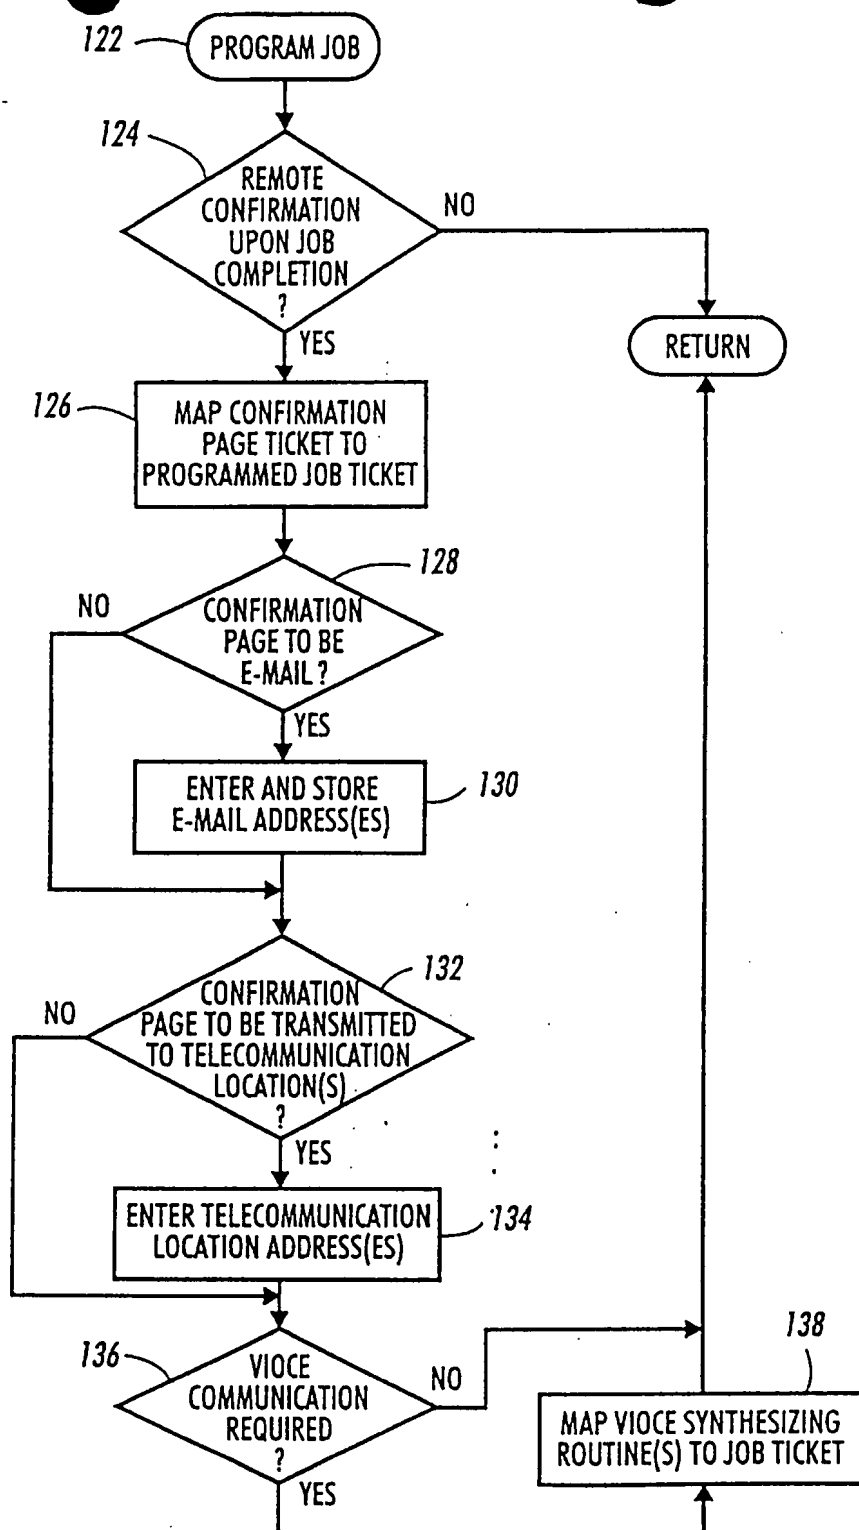 122
PROGRAM JOB
124
REMOTE
CONFIRMATION
UPON JOB
COMPLETION
?
NO
YES
RETURN
126
MAP CONFIRMATION
PAGE TICKET TO
PROGRAMMED JOB TICKET
128
NO
CONFIRMATION
PAGE TO BE
E-MAIL ?
YES
130
ENTER AND STORE
E-MAIL ADDRESS(ES)
132
NO
CONFIRMATION
PAGE TO BE TRANSMITTED
TO TELECOMMUNICATION
LOCATION(S)
?
YES
134
ENTER TELECOMMUNICATION
LOCATION ADDRESS(ES)
136
VIOCE
COMMUNICATION
REQUIRED
?
NO
YES
138
MAP VIOCE SYNTHESIZING
ROUTINE(S) TO JOB TICKET